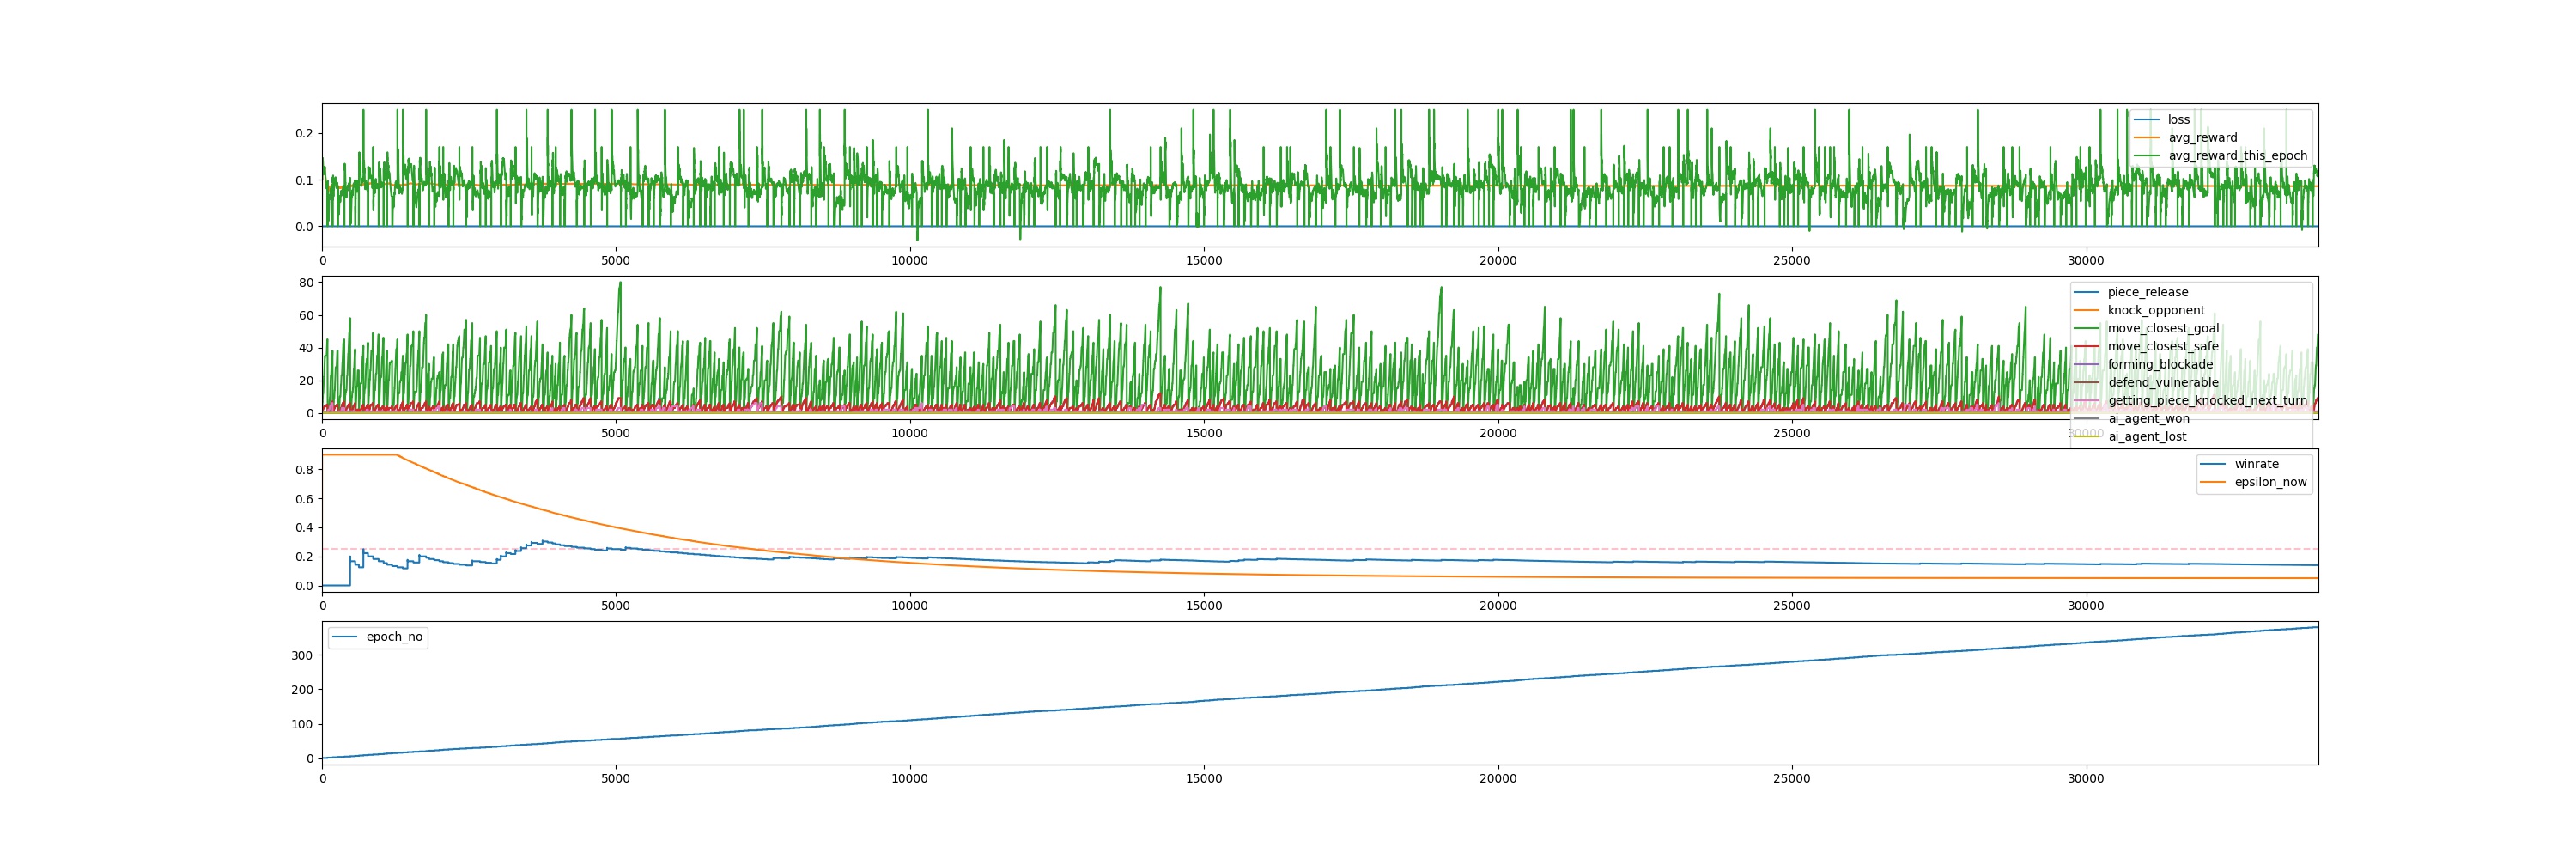 0.2
0.1
0.0
loss
avg_reward
avg_reward_this_epoch
0 5000 10000 15000 20000 25000 30000
80
60
40
20
0
piece_release
knock_opponent
move_closest_goal
move_closest_safe
forming_blockade
defend_vulnerable
getting_piece_knocked_next_turn
ai_agent_won
ai_agent_lost
0 5000 10000 15000 20000 25000 30000
0.8
0.6
0.4
0.2
0.0
winrate
epsilon_now
0 5000 10000 15000 20000 25000 30000
epoch_no
300
200
100
0
0 5000 10000 15000 20000 25000 30000